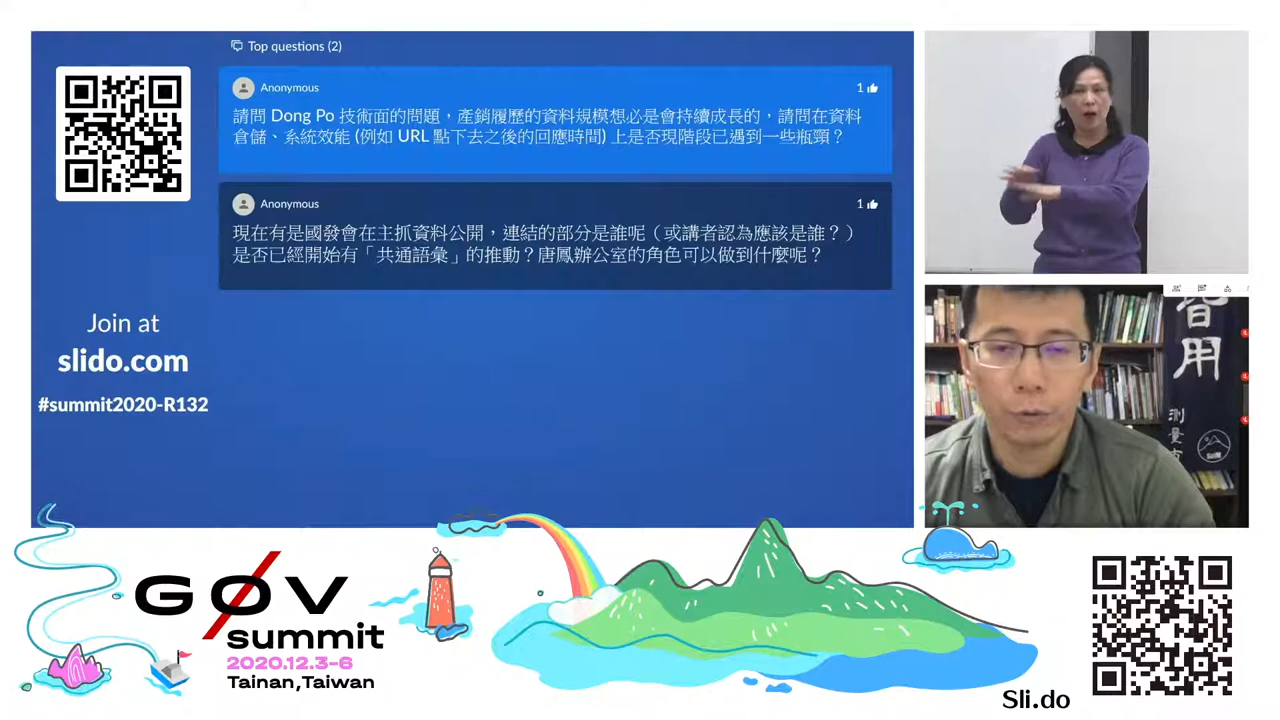 Top questions (2)
Anonymous
1
請問 Dong Po 技術面的問題，產銷履歷的資料規模想必是會持續成長的，請問在資料
倉儲、系統效能 (例如 URL 點下去之後的回應時間) 上是否現階段已遇到一些瓶頸？
Anonymous
1
現在有是國發會在主抓資料公開，連結的部分是誰呢（或講者認為應該是誰？）
是否已經開始有「共通語彙」的推動？唐鳳辦公室的角色可以做到什麼呢？
Join at
slido.com
#summit2020-R132
皆用
測量
SuiM
GØV
summit
2020.12.3-6
Tainan,Taiwan
Sli.do